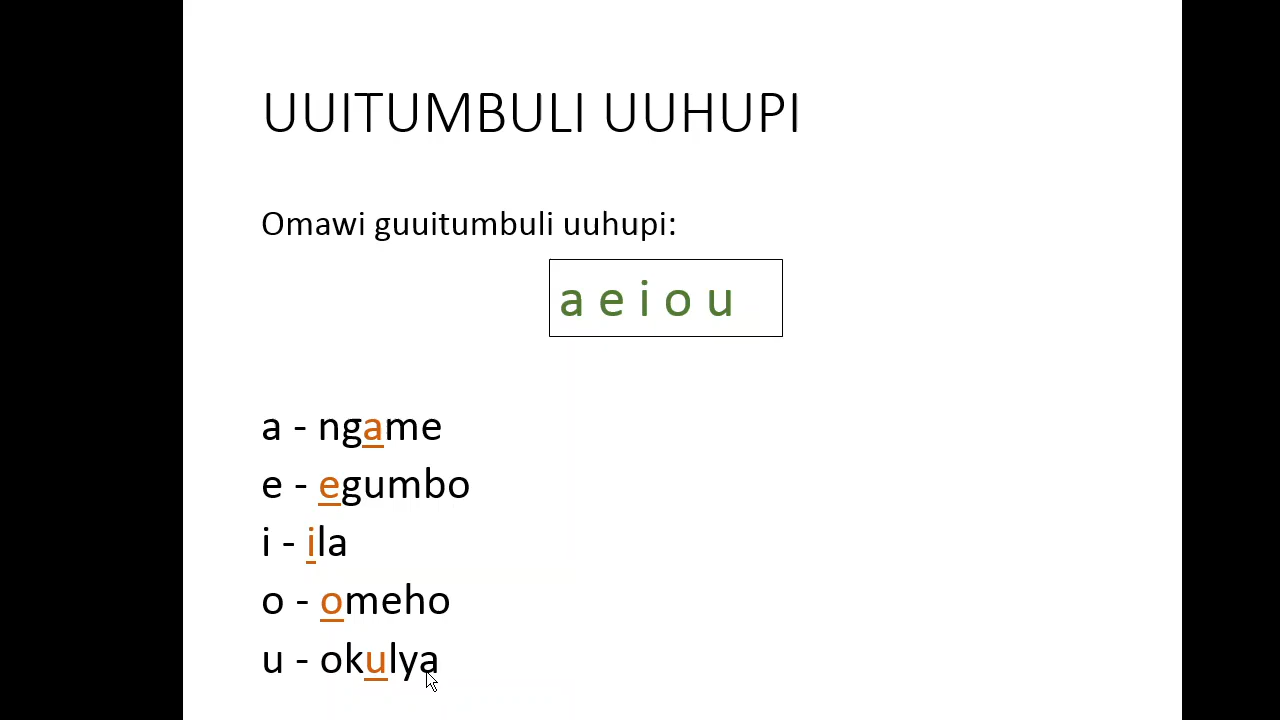 UUITUMBULI UUHUPI
Omawi guuitumbuli uuhupi:
a e i o u
a - ngame
e - egumbo
i - ila
o - omeho
u - okulya